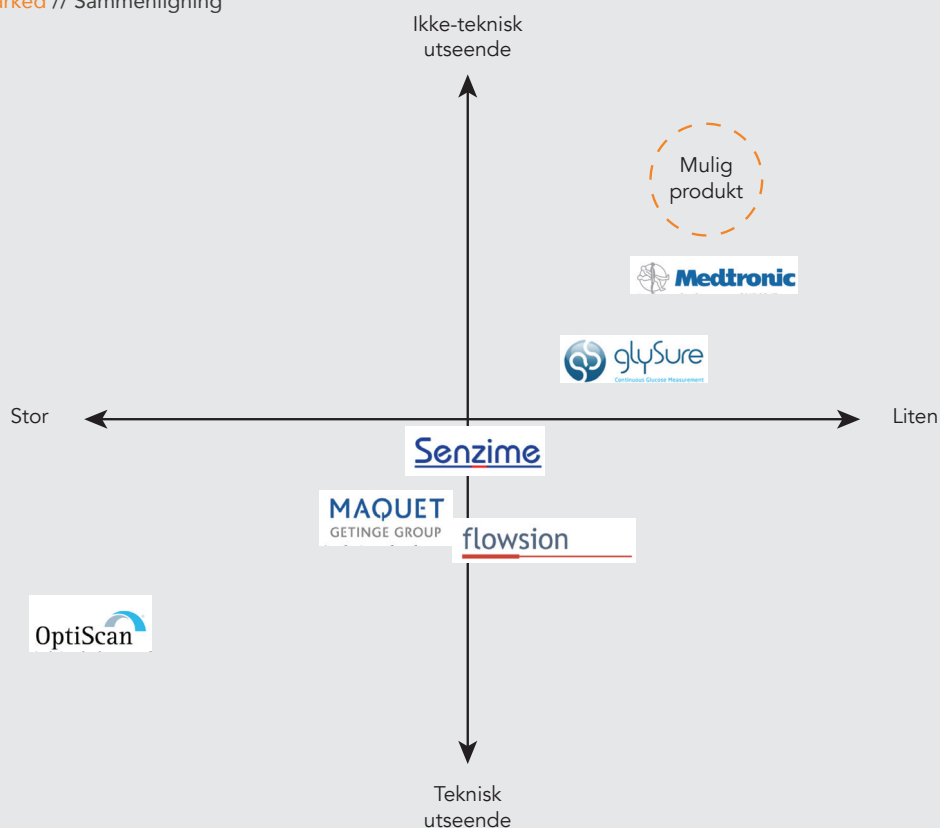 // Sammenligning
Ikke-teknisk
utseende
Mulig
produkt
Medtronic
glySure
Continuous Glucose Measurement
Stor
Liten
Senzime
MAQUET
GETINGE GROUP
flowsion
OptiScan
Teknisk
utseende